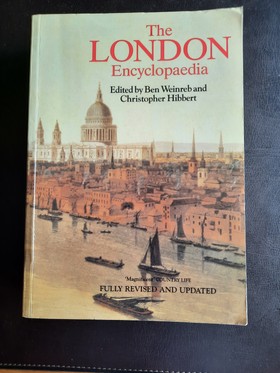 The
LONDON
Encyclopaedia
Edited by Ben Weinreb and
Christopher Hibbert
'Magnificent' COUNTRY LIFE
FULLY REVISED AND UPDATED